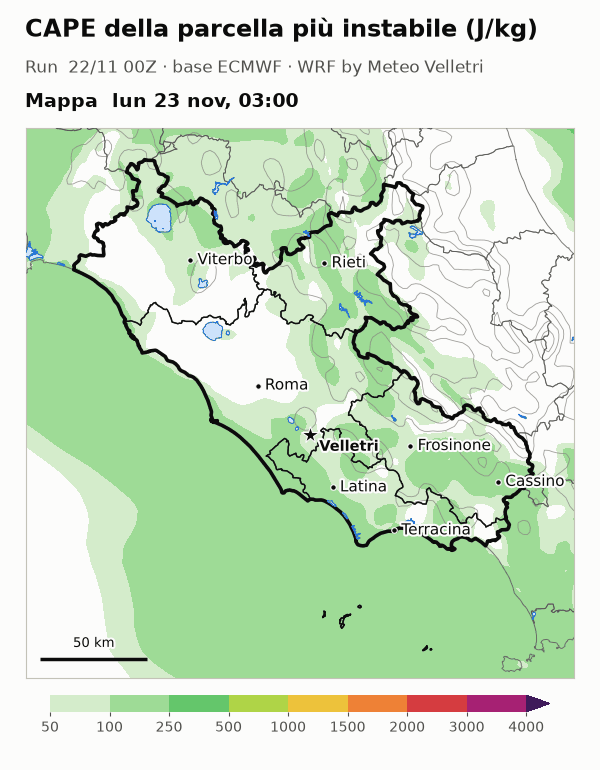 CAPE della parcella più instabile (J/kg)
Run 22/11 00Z · base ECMWF · WRF by Meteo Velletri
Mappa lun 23 nov, 03:00
Viterbo
Rieti
Roma
Velletri
Frosinone
Latina
Cassino
Terracina
50 km
50 100 250 500 1000 1500 2000 3000 4000